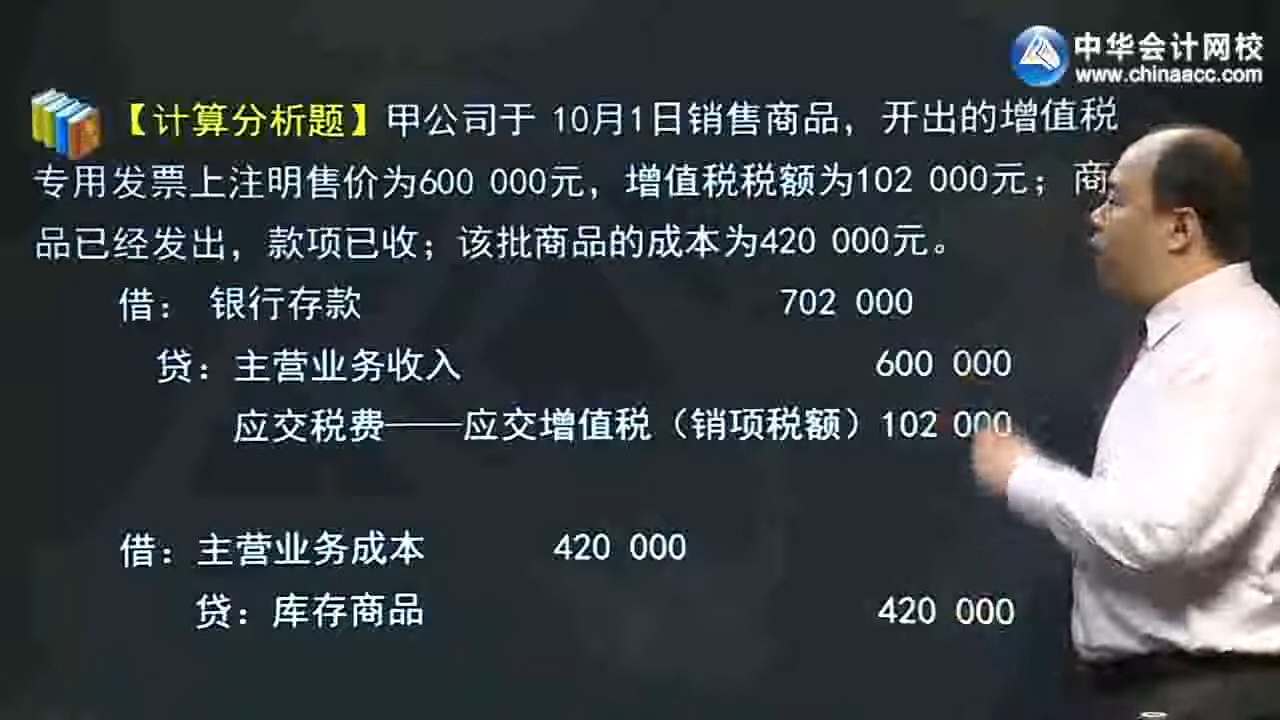 中华会计网校
www.chinaacc.com
【计算分析题】甲公司于 10月1日销售商品，开出的增值税
专用发票上注明售价为600 000元，增值税税额为102 000元；商
品已经发出，款项已收；该批商品的成本为420 000元。
借： 银行存款 702 000
贷：主营业务收入 600 000
应交税费——应交增值税（销项税额）102 000
借：主营业务成本 420 000
贷：库存商品 420 000